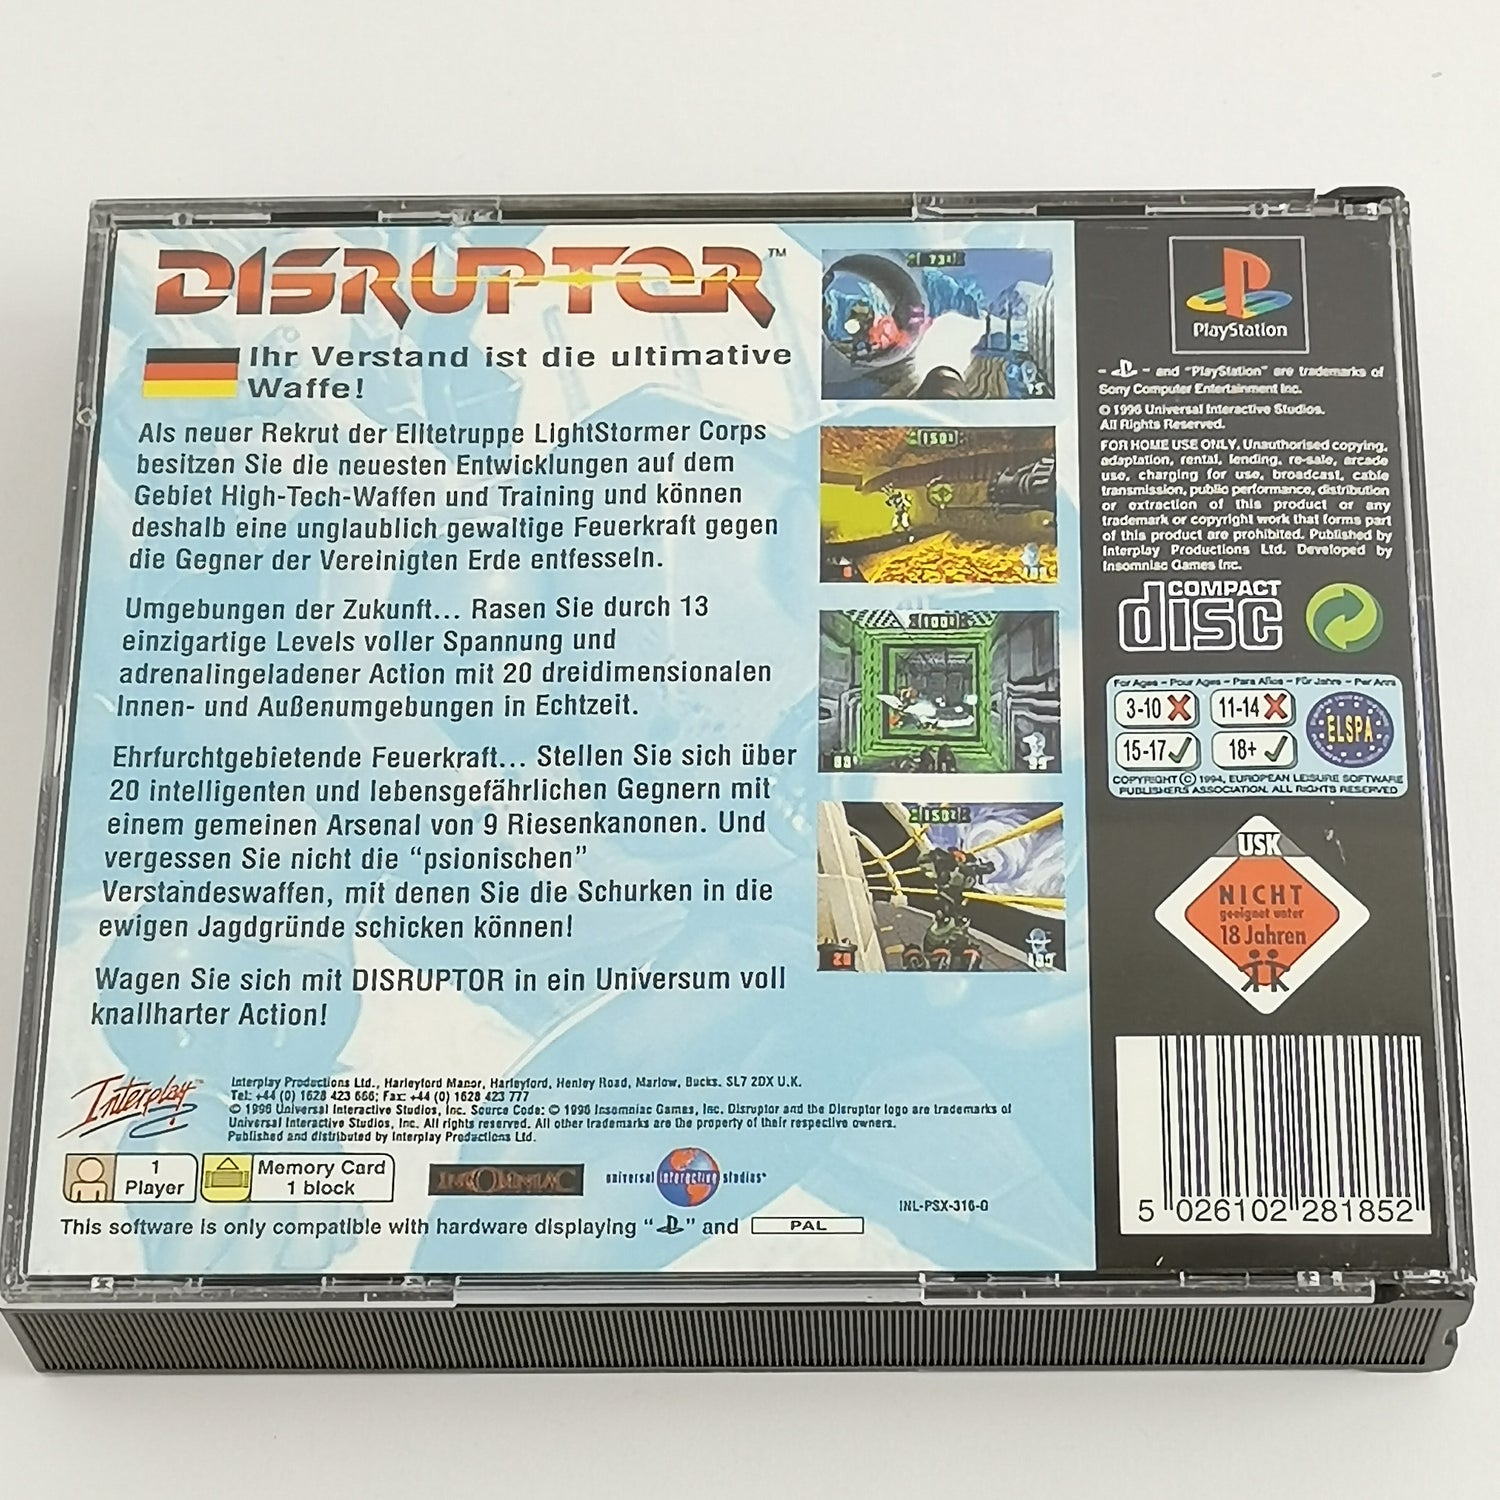 DISRUPTOR™
Ihr Verstand ist die ultimative
Waffe!
Als neuer Rekrut der Elitetruppe LightStormer Corps
besitzen Sie die neuesten Entwicklungen auf dem
Gebiet High-Tech-Waffen und Training und können
deshalb eine unglaublich gewaltige Feuerkraft gegen
die Gegner der Vereinigten Erde entfesseln.
Umgebungen der Zukunft... Rasen Sie durch 13
einzigartige Levels voller Spannung und
adrenalingeladener Action mit 20 dreidimensionalen
Innen- und Außenumgebungen in Echtzeit.
Ehrfurchtgebietende Feuerkraft... Stellen Sie sich über
20 intelligenten und lebensgefährlichen Gegnern mit
einem gemeinen Arsenal von 9 Riesenkanonen. Und
vergessen Sie nicht die "psionischen"
Verstandeswaffen, mit denen Sie die Schurken in die
ewigen Jagdgründe schicken können!
Wagen Sie sich mit DISRUPTOR in ein Universum voll
knallharter Action!
Interplay™
Interplay Productions Ltd., Harleyford Manor, Harleyford, Henley Road, Marlow, Bucks. SL7 2DX U.K.
Tel: +44 (0) 1628 423 666; Fax: +44 (0) 1628 423 777
© 1996 Universal Interactive Studios, Inc. Source Code: © 1996 Insomniac Games, Inc. Disruptor and the Disruptor logo are trademarks of
Universal Interactive Studios, Inc. All rights reserved. All other trademarks are the property of their respective owners.
Published and distributed by Interplay Productions Ltd.
1
Player
Memory Card
1 block
INSOMNIAC
universal interactive studios
INL-PSX-316-G
This software is only compatible with hardware displaying " " and PAL
PlayStation
- " " - and "PlayStation" are trademarks of
Sony Computer Entertainment Inc.
© 1996 Universal Interactive Studios.
All Rights Reserved.
FOR HOME USE ONLY. Unauthorised copying,
adaptation, rental, lending, re-sale, arcade
use, charging for use, broadcast, cable
transmission, public performance, distribution
or extraction of this product or any
trademark or copyright work that forms part
of this product are prohibited. Published by
Interplay Productions Ltd. Developed by
Insomniac Games Inc.
COMPACT
disc
For Ages - Pour Ages - Para Años - Für Jahre - Per Anni
3-10 11-14
15-17 18+
ELSPA
COPYRIGHT © 1994, EUROPEAN LEISURE SOFTWARE
PUBLISHERS ASSOCIATION. ALL RIGHTS RESERVED
USK
NICHT
geeignet unter
18 Jahren
5 026102 281852